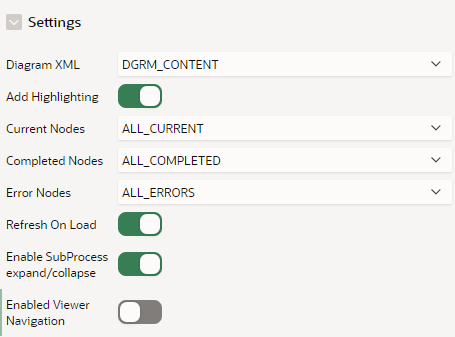 Settings
Diagram XML DGRM_CONTENT
Add Highlighting
Current Nodes ALL_CURRENT
Completed Nodes ALL_COMPLETED
Error Nodes ALL_ERRORS
Refresh On Load
Enable SubProcess
expand/collapse
Enabled Viewer
Navigation